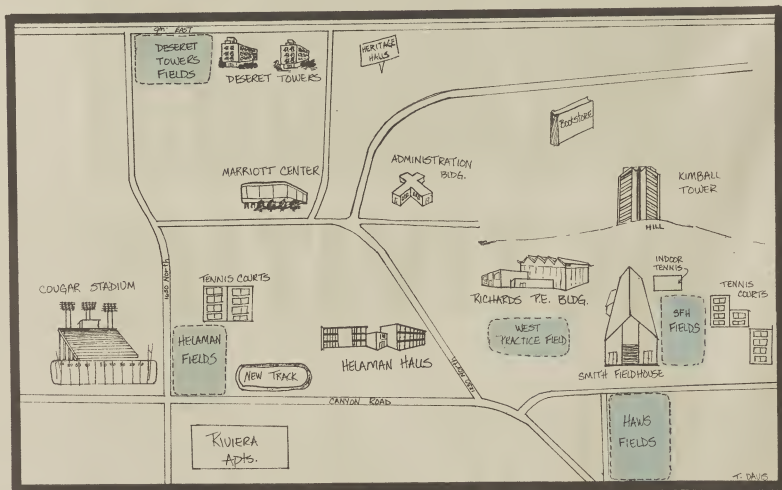 9th EAST
DESERET
TOWERS
FIELDS
DESERET TOWERS
HERITAGE
HALLS
BOOKSTORE
MARRIOTT CENTER
ADMINISTRATION
BLDG.
KIMBALL
TOWER
HILL
North
COUGAR STADIUM
TENNIS COURTS
HELAMAN
FIELDS
NEW TRACK
HELAMAN HALLS
RICHARDS P.E. BLDG.
WEST
PRACTICE FIELD
INDOOR
TENNIS
TENNIS
COURTS
SFH
FIELDS
SMITH FIELDHOUSE
CANYON ROAD
RIVIERA
Apts.
HAWS
FIELDS
T. DAVIS